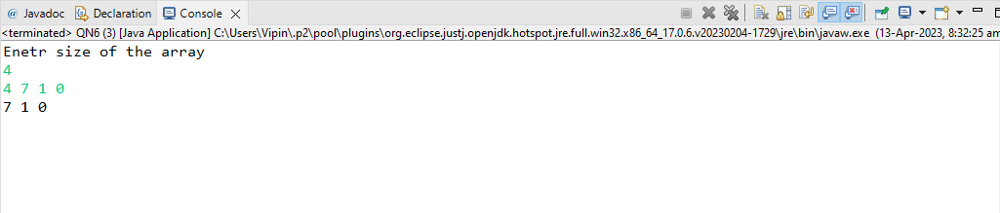 @ Javadoc Declaration Console
<terminated> QN6 (3) [Java Application] C:\Users\Vipin\.p2\pool\plugins\org.eclipse.justj.openjdk.hotspot.jre.full.win32.x86_64_17.0.6.v20230204-1729\jre\bin\javaw.exe (13-Apr-2023, 8:32:25 am
Enetr size of the array
4
4 7 1 0
7 1 0